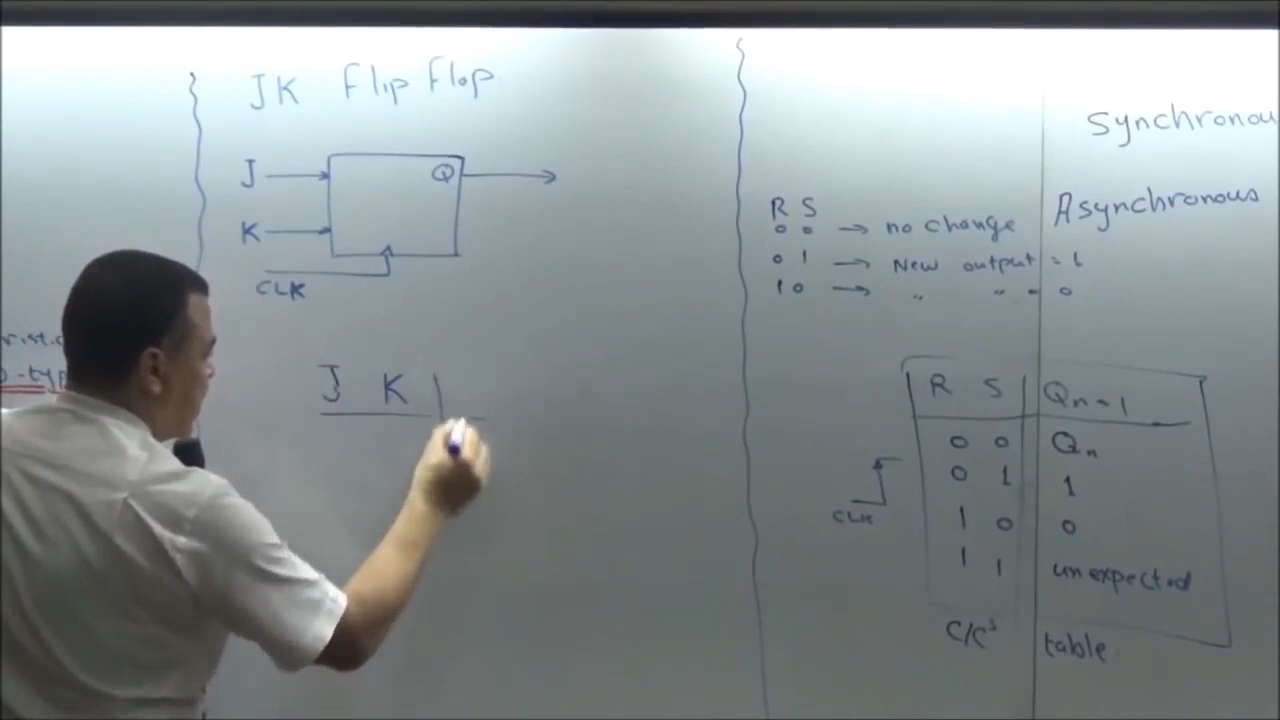 JK Flip Flop
J
Q
K
CLK
J K
Synchronou
Asynchronous
R S
0 0 → no change
0 1 → New output = 1
1 0 → " " " 0
R S Qn+1
0 0 Qn
0 1 1
CLK
1 0 0
1 1 unexpected
C/Cs table